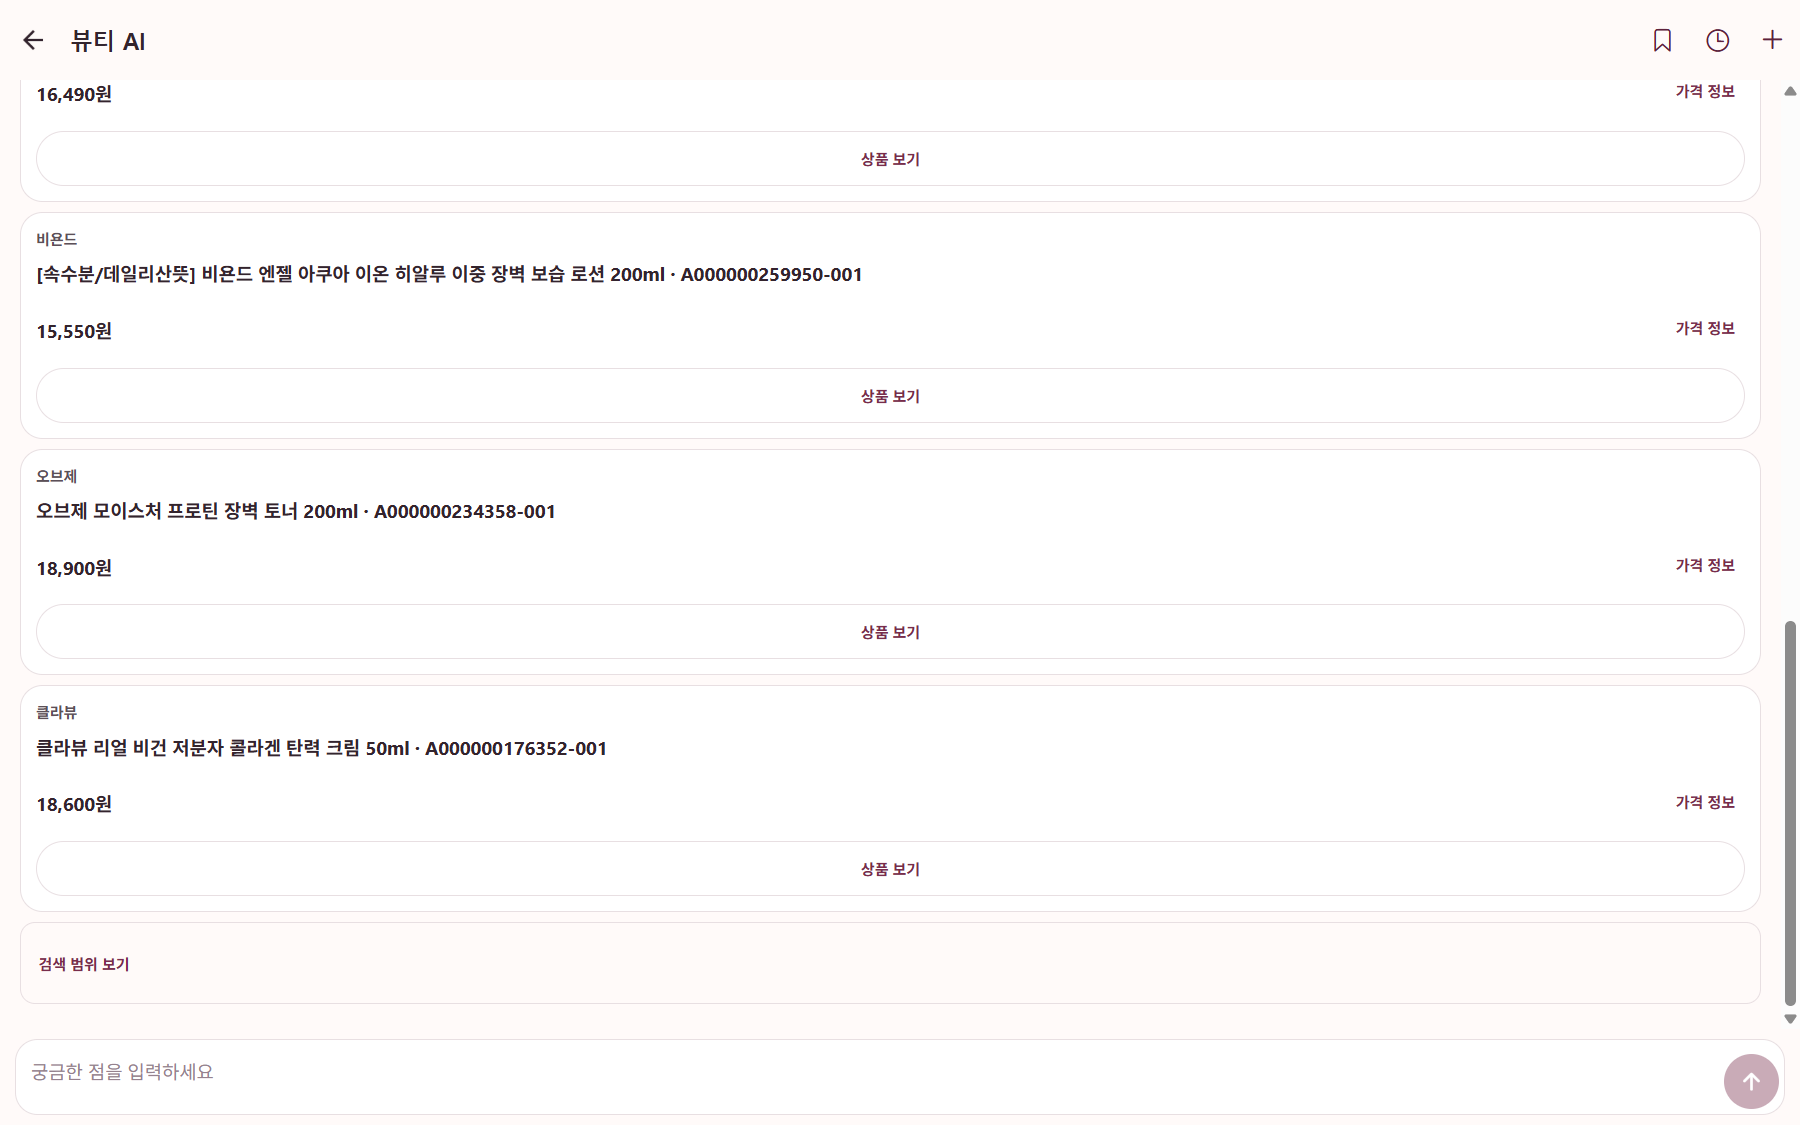 뷰티 AI
16,490원
가격 정보
상품 보기
비욘드
[속수분/데일리산뜻] 비욘드 엔젤 아쿠아 이온 히알루 이중 장벽 보습 로션 200ml · A000000259950-001
15,550원
가격 정보
상품 보기
오브제
오브제 모이스처 프로틴 장벽 토너 200ml · A000000234358-001
18,900원
가격 정보
상품 보기
클라뷰
클라뷰 리얼 비건 저분자 콜라겐 탄력 크림 50ml · A000000176352-001
18,600원
가격 정보
상품 보기
검색 범위 보기
궁금한 점을 입력하세요